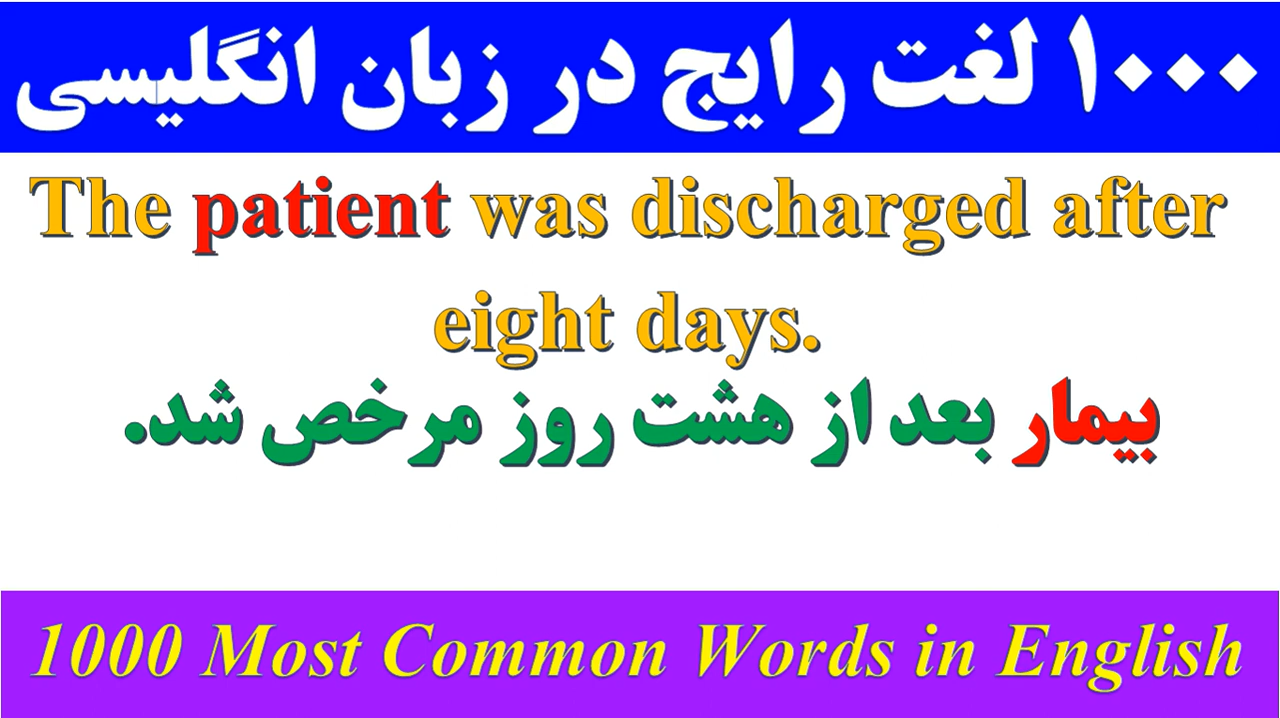 ۱۰۰۰ لغت رایج در زبان انگلیسی
The patient was discharged after
eight days.
بیمار بعد از هشت روز مرخص شد.
1000 Most Common Words in English